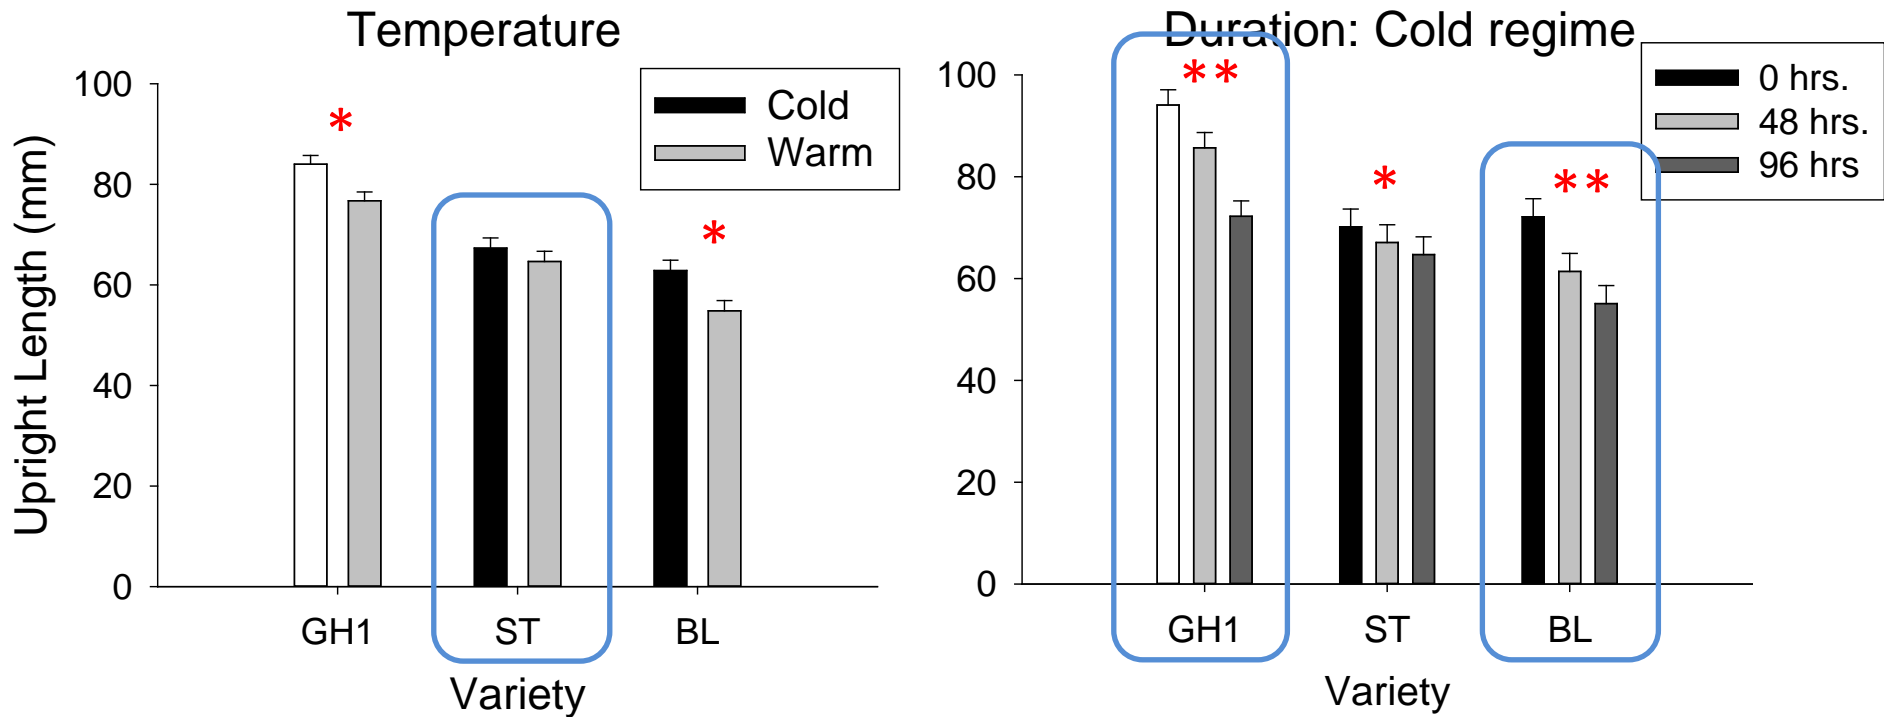 Temperature
Upright Length (mm)
100
80
60
40
20
0
*
*
Cold
Warm
GH1 ST BL
Variety
Duration: Cold regime
100
80
60
40
20
0
**
*
**
0 hrs.
48 hrs.
96 hrs
GH1 ST BL
Variety